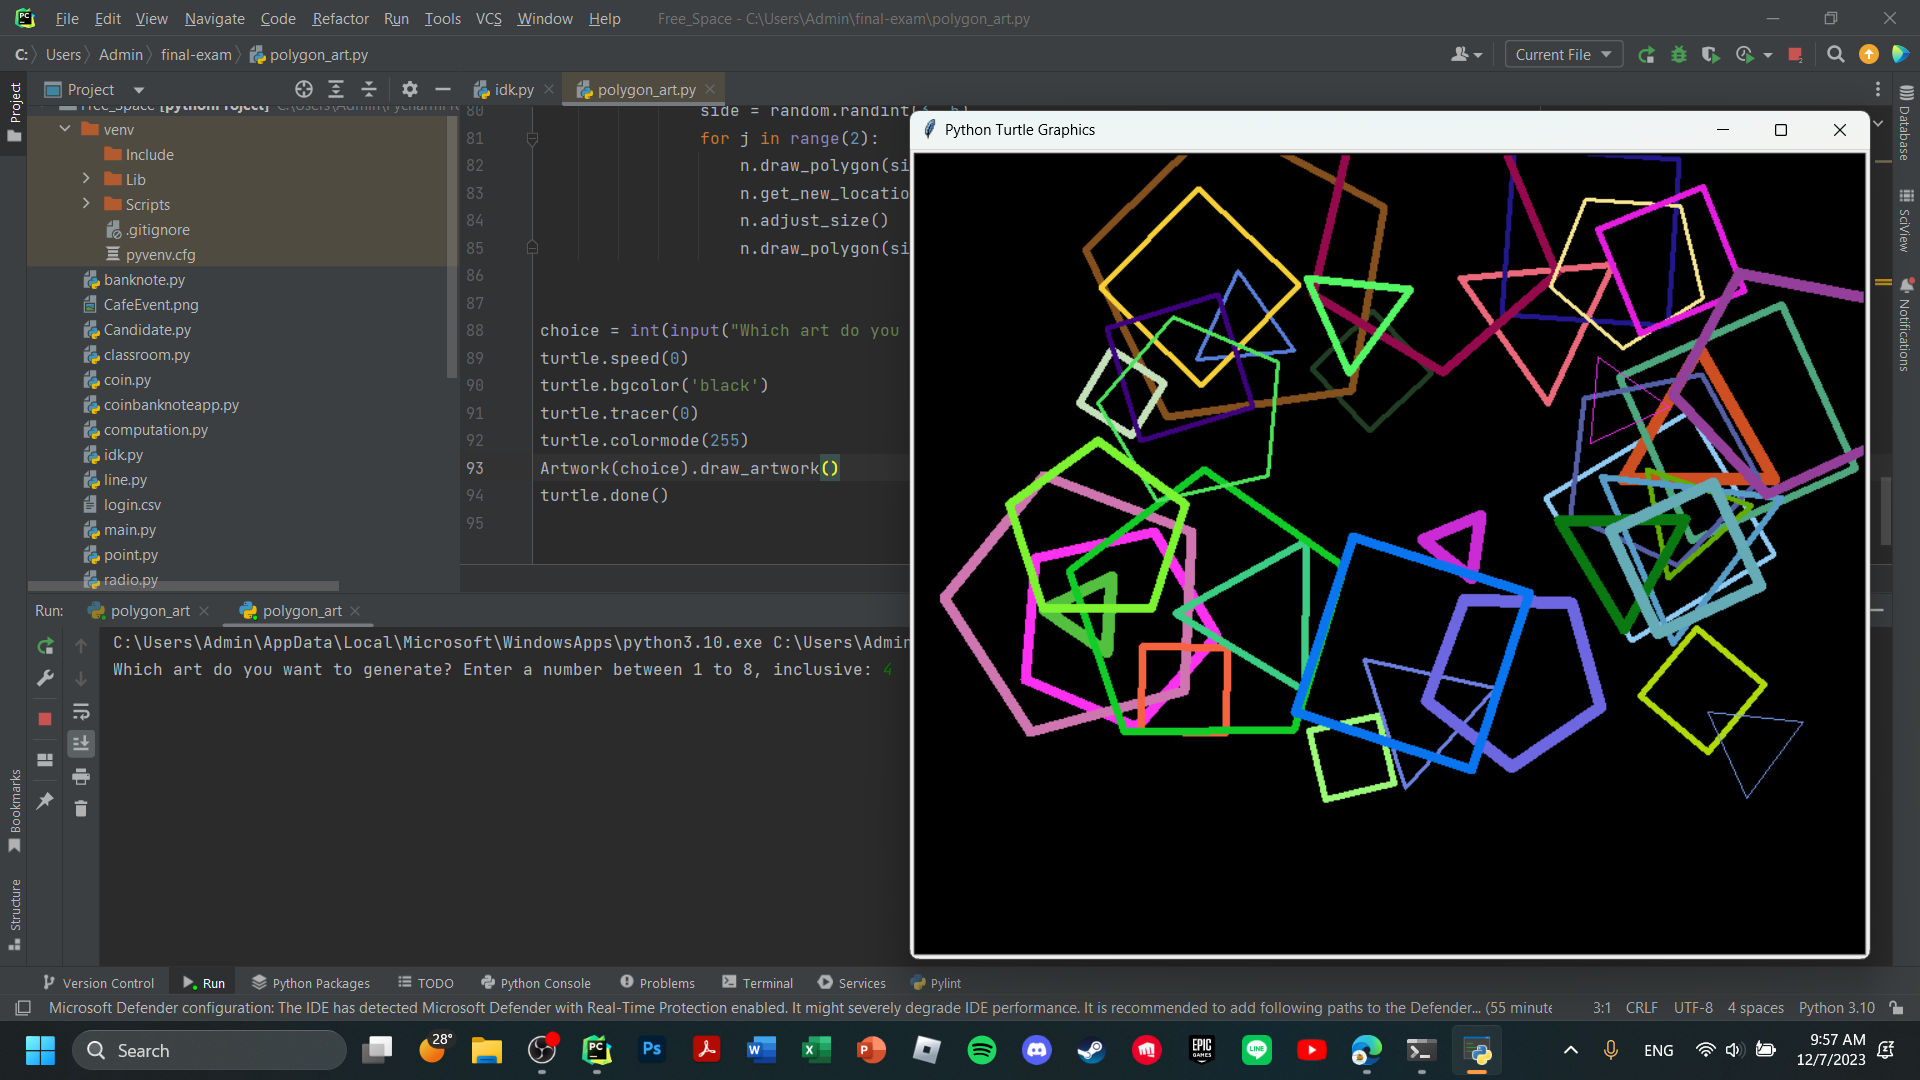 File Edit View Navigate Code Refactor Run Tools VCS Window Help Free_Space - C:\Users\Admin\final-exam\polygon_art.py
C: Users Admin final-exam polygon_art.py Current File
Project idk.py polygon_art.py
Free_Space [pythonProject]
venv
Include
Lib
Scripts
.gitignore
pyvenv.cfg
banknote.py
CafeEvent.png
Candidate.py
classroom.py
coin.py
coinbanknoteapp.py
computation.py
idk.py
line.py
login.csv
main.py
point.py
radio.py
80 side = random.randint(3, 5)
81 for j in range(2):
82 n.draw_polygon(si
83 n.get_new_locatio
84 n.adjust_size()
85 n.draw_polygon(si
86
87
88 choice = int(input("Which art do you
89 turtle.speed(0)
90 turtle.bgcolor('black')
91 turtle.tracer(0)
92 turtle.colormode(255)
93 Artwork(choice).draw_artwork()
94 turtle.done()
95
Python Turtle Graphics
Project
Bookmarks
Structure
Database
SciView
Notifications
Run: polygon_art polygon_art
C:\Users\Admin\AppData\Local\Microsoft\WindowsApps\python3.10.exe C:\Users\Admin
Which art do you want to generate? Enter a number between 1 to 8, inclusive: 4
Version Control Run Python Packages TODO Python Console Problems Terminal Services Pylint
Microsoft Defender configuration: The IDE has detected Microsoft Defender with Real-Time Protection enabled. It might severely degrade IDE performance. It is recommended to add following paths to the Defender... (55 minute 3:1 CRLF UTF-8 4 spaces Python 3.10
Search 28° ENG 9:57 AM
12/7/2023